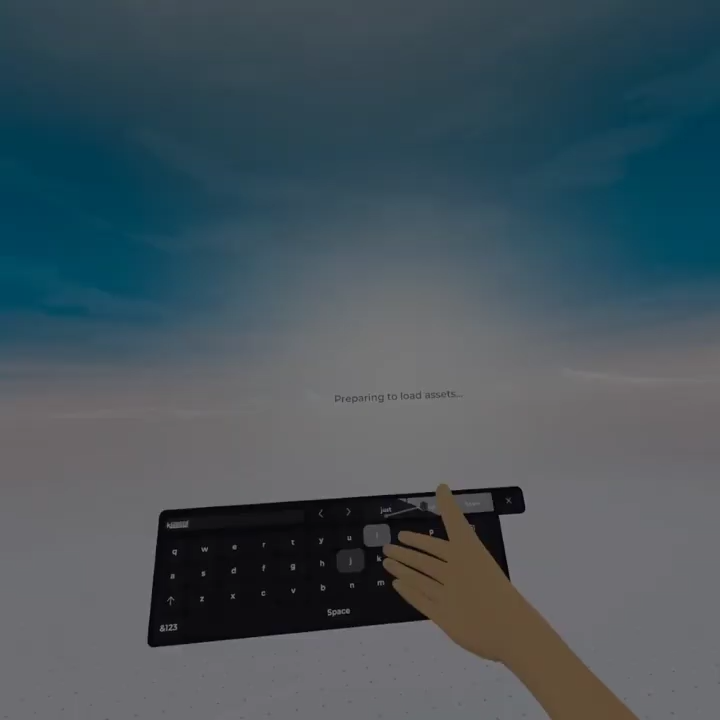 Preparing to load assets...
just
q w e r t y u i p
a s d f g h j k
z x c v b n m
Space
&123